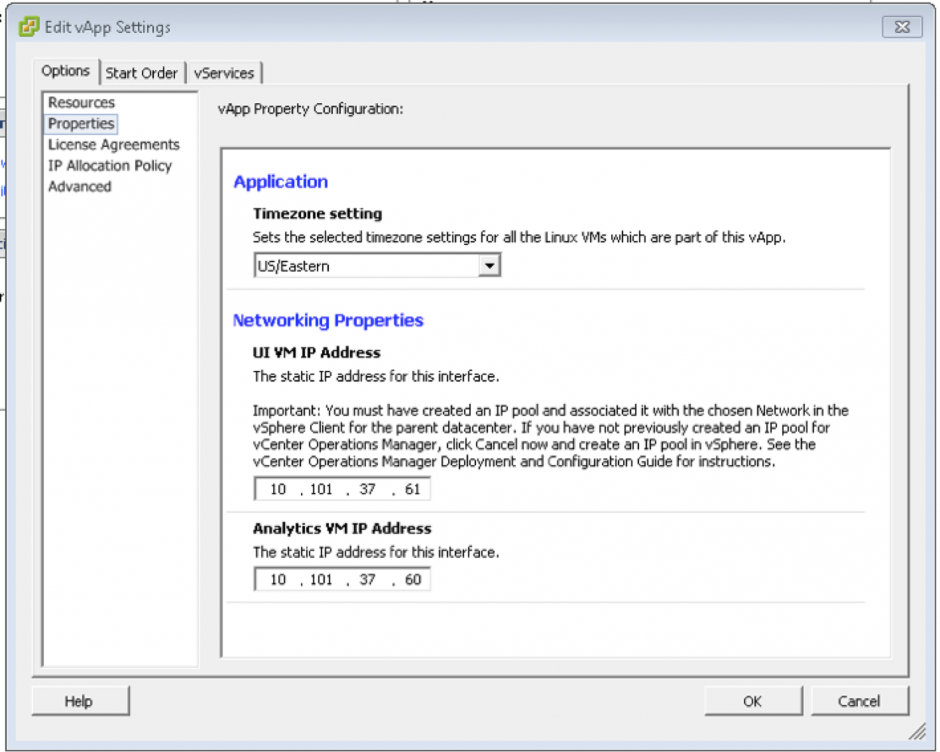 Edit vApp Settings
Options
Start Order
vServices
Resources
Properties
License Agreements
IP Allocation Policy
Advanced
vApp Property Configuration:
Application
Timezone setting
Sets the selected timezone settings for all the Linux VMs which are part of this vApp.
US/Eastern
Networking Properties
UI VM IP Address
The static IP address for this interface.
Important: You must have created an IP pool and associated it with the chosen Network in the
vSphere Client for the parent datacenter. If you have not previously created an IP pool for
vCenter Operations Manager, click Cancel now and create an IP pool in vSphere. See the
vCenter Operations Manager Deployment and Configuration Guide for instructions.
10 . 101 . 37 . 61
Analytics VM IP Address
The static IP address for this interface.
10 . 101 . 37 . 60
Help
OK
Cancel